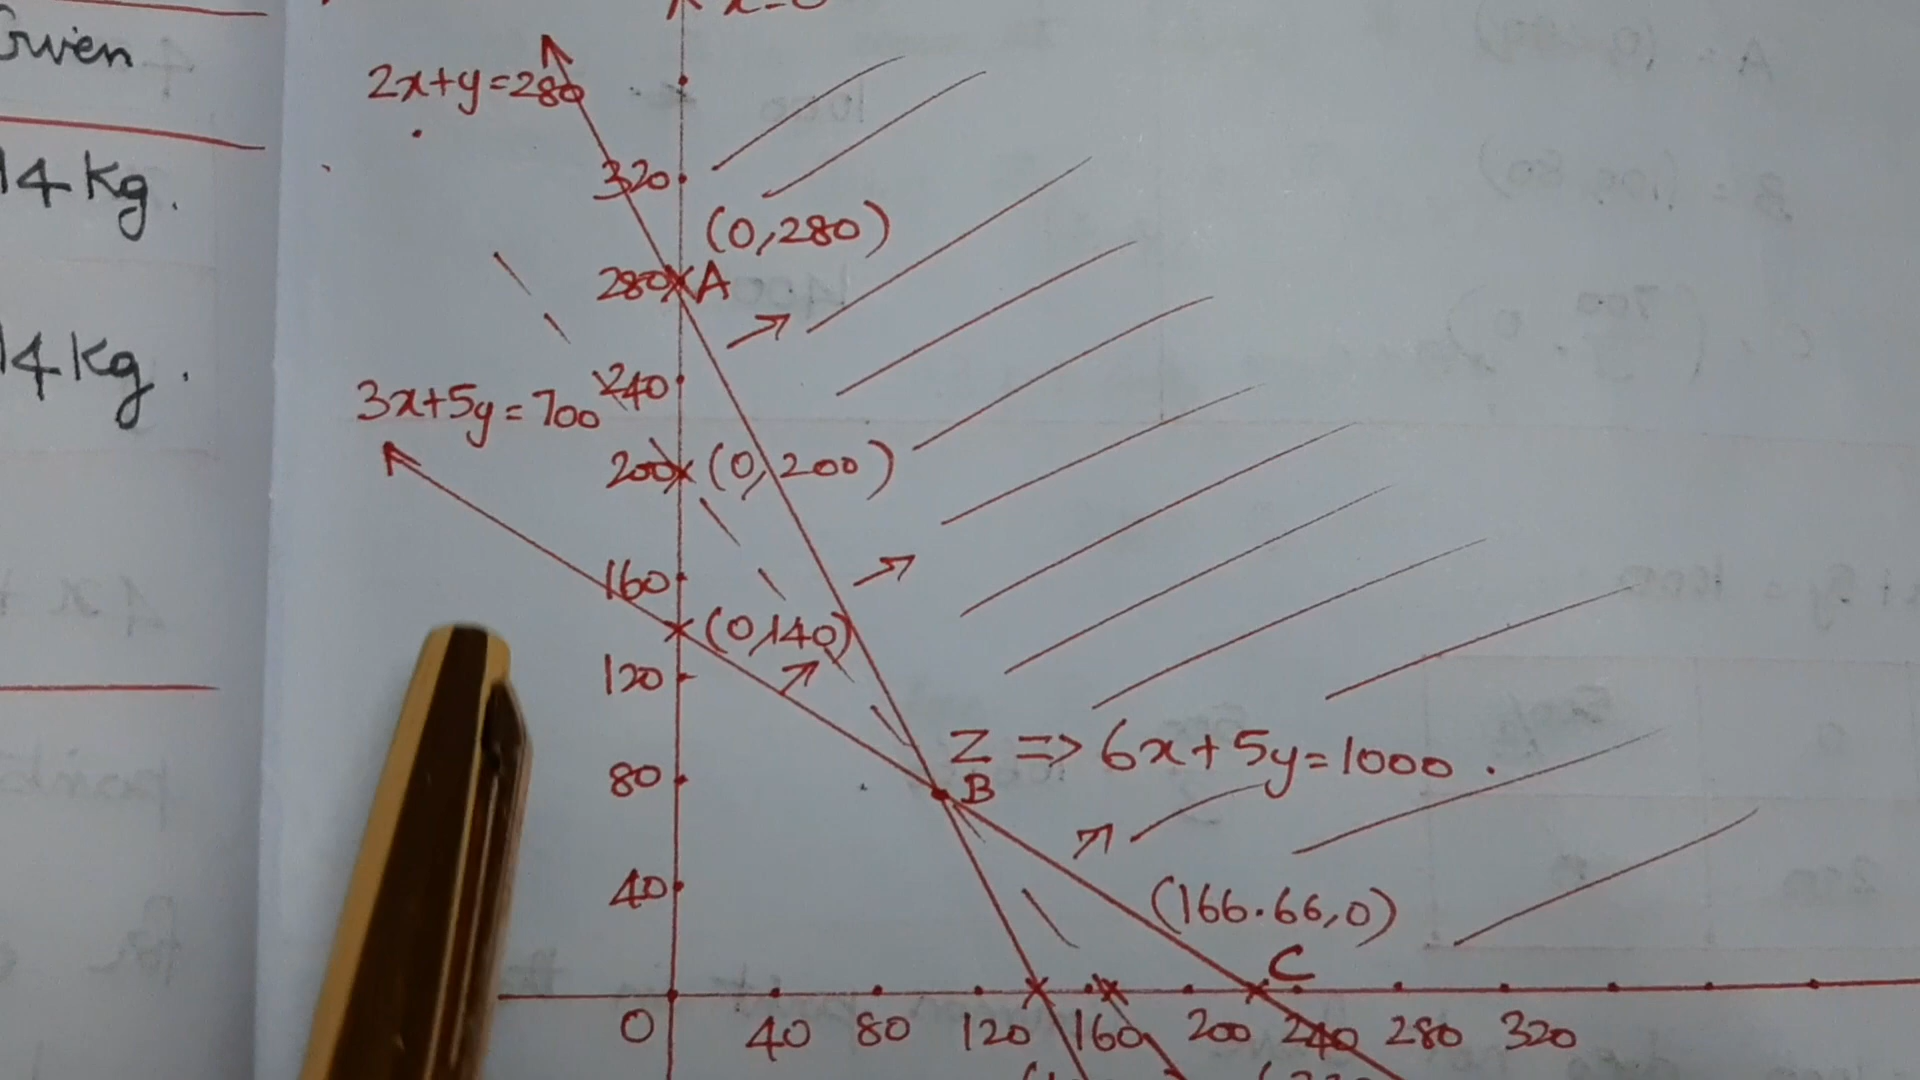 Given
14 kg.
14 kg.
x=0
2x+y=280
320
(0,280)
280 A
240
3x+5y=700
200 (0,200)
160
(0,140)
120
Z => 6x+5y=1000.
80
B
40
(166.66,0)
C
0 40 80 120 160 200 240 280 320